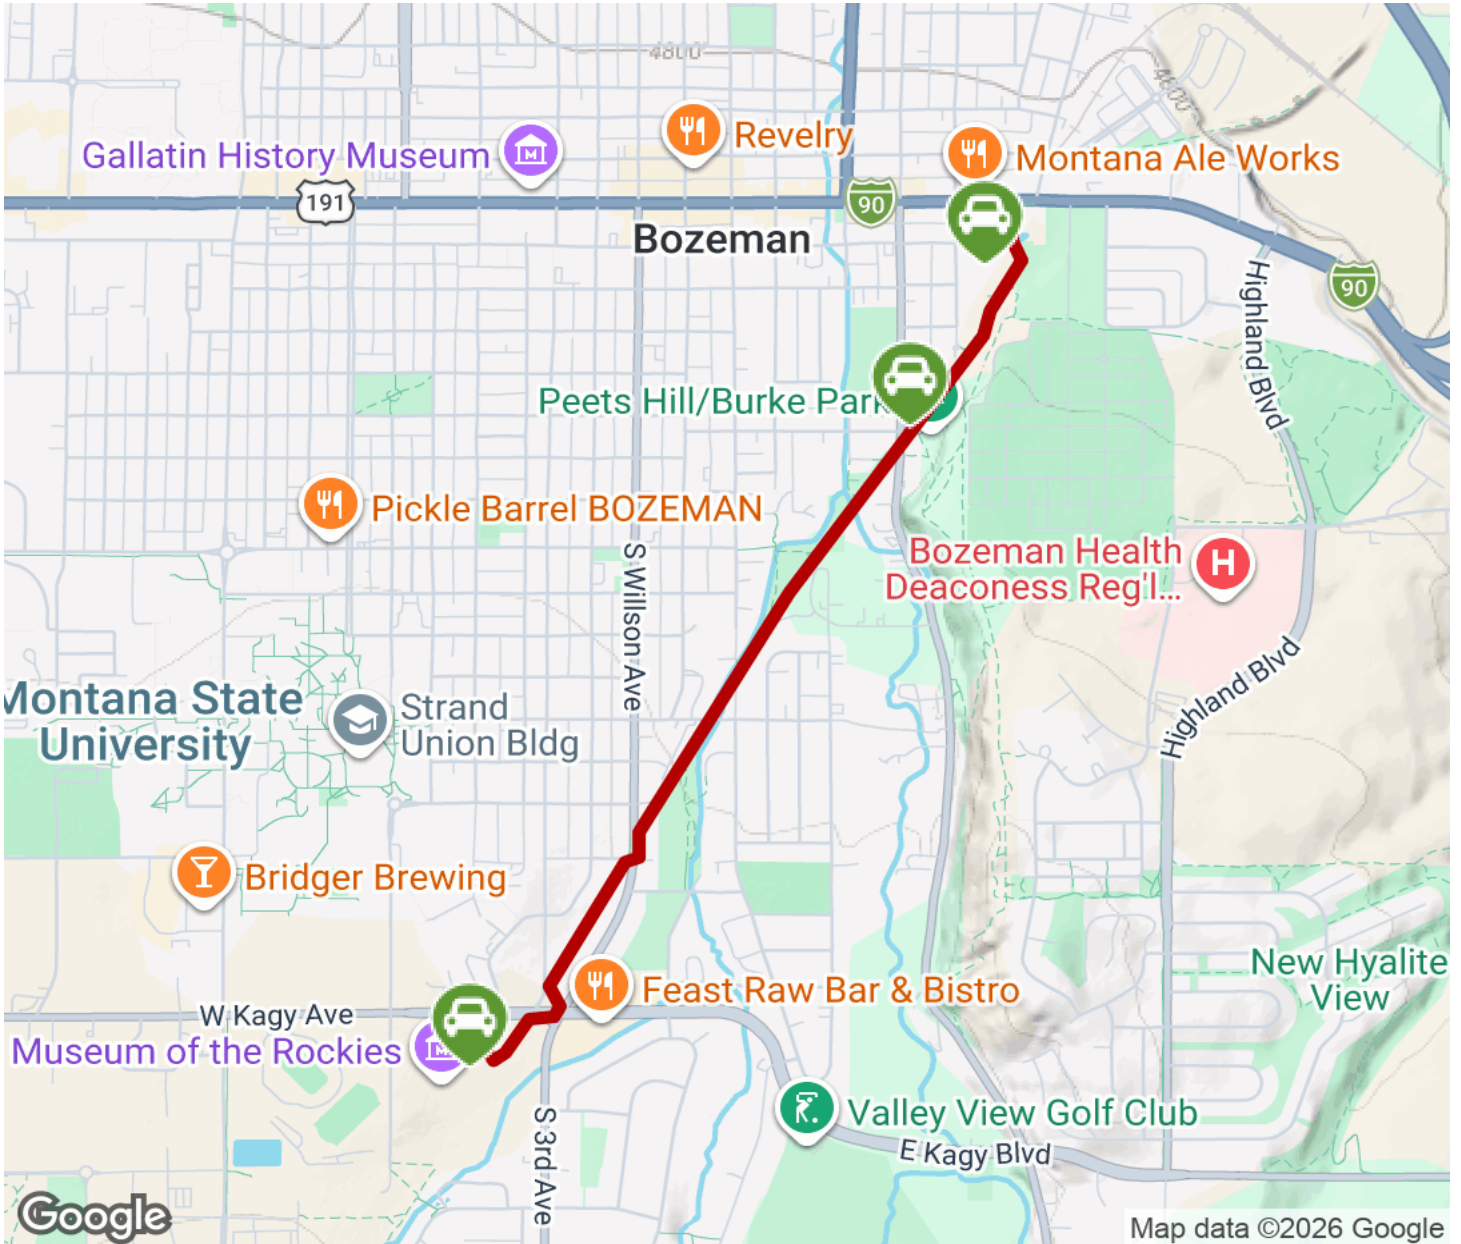 4800'
4800'
Revelry
Gallatin History Museum
Montana Ale Works
191
90
Bozeman
90
Highland Blvd
Peets Hill/Burke Park
Pickle Barrel BOZEMAN
S Willson Ave
Bozeman Health
Deaconess Reg'l...
H
Highland Blvd
Montana State
University
Strand
Union Bldg
Bridger Brewing
New Hyalite
View
Feast Raw Bar & Bistro
W Kagy Ave
Museum of the Rockies
Valley View Golf Club
S 3rd Ave
E Kagy Blvd
Google
Map data ©2026 Google